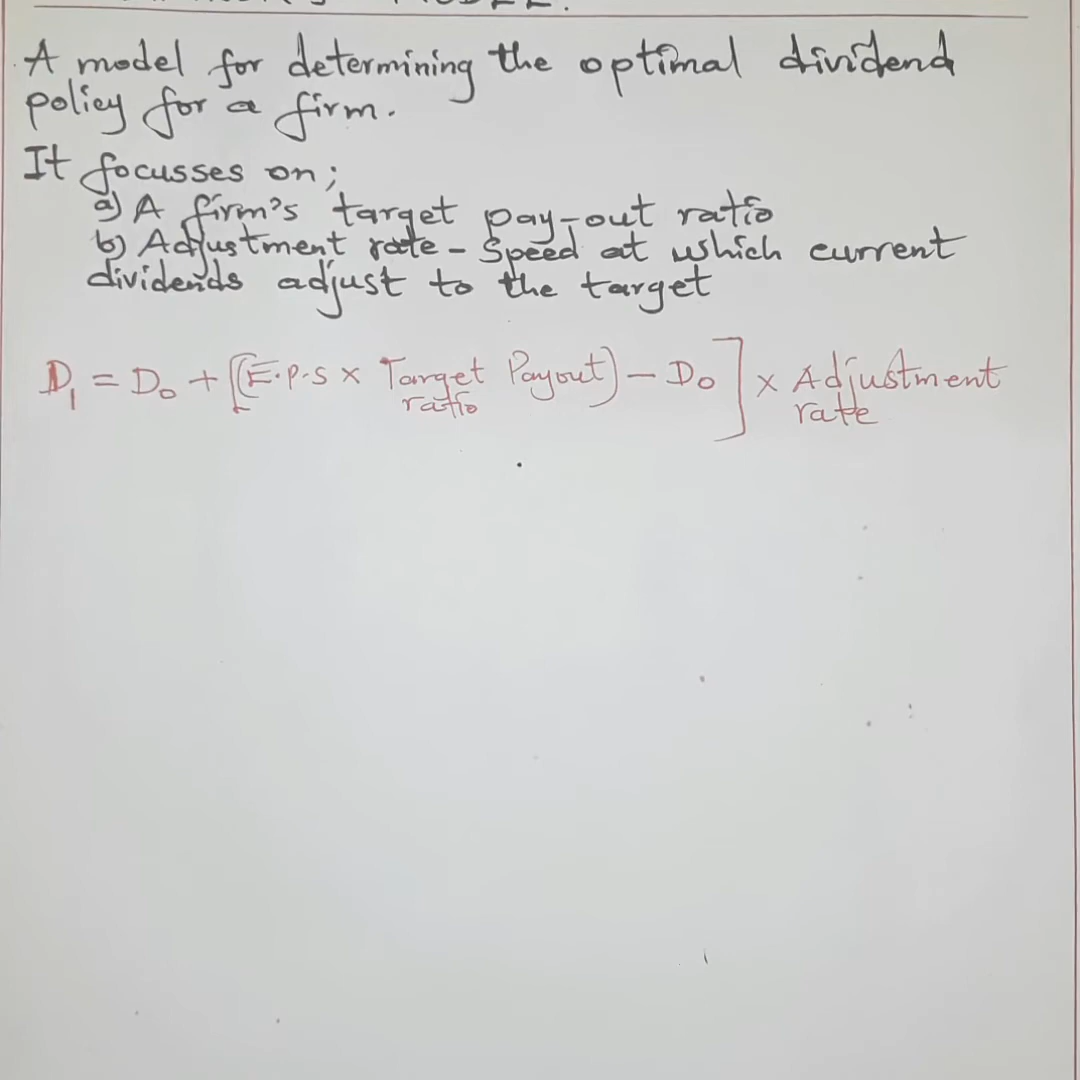 A model for determining the optimal dividend
policy for a firm.
It focusses on;
a) A firm's target pay-out ratio
b) Adjustment rate - Speed at which current
dividends adjust to the target
D₁ = D₀ + [(E.P.S × Target Payout) - D₀] × Adjustment
ratio rate